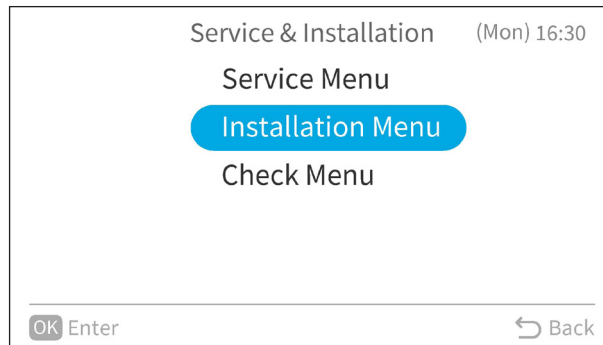 Service & Installation (Mon) 16:30
Service Menu
Installation Menu
Check Menu
OK Enter Back